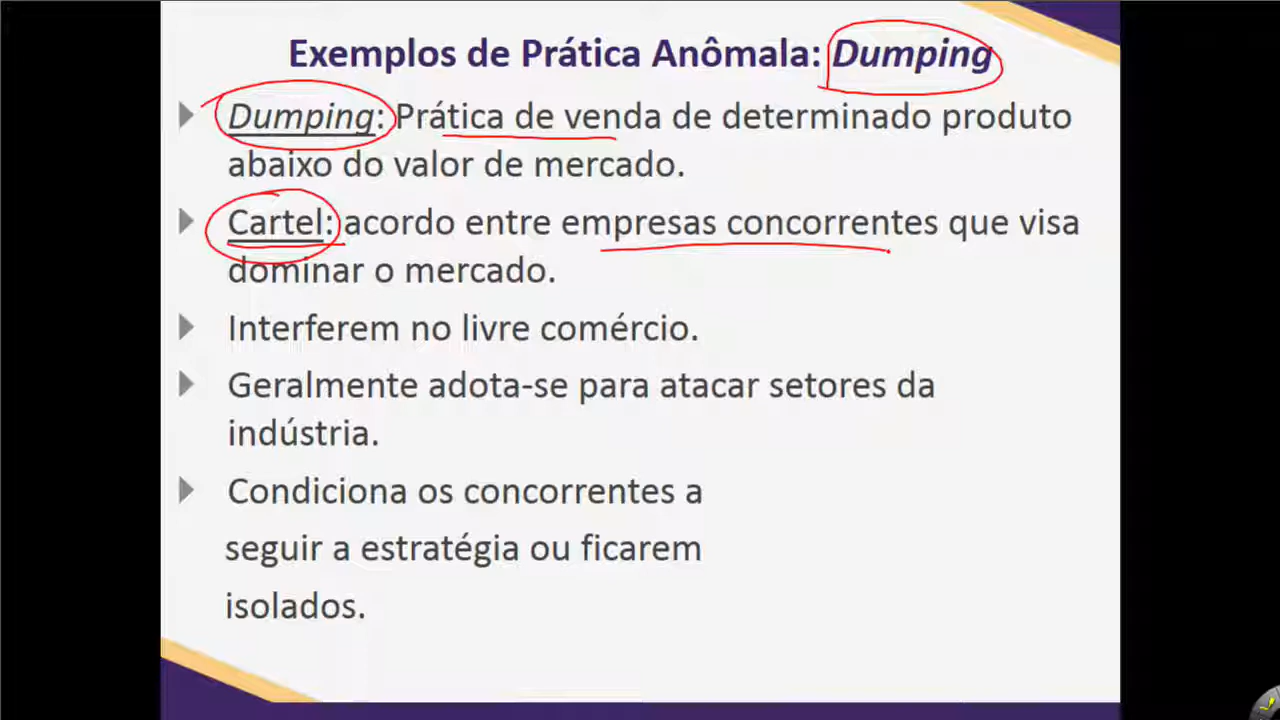 Exemplos de Prática Anômala: Dumping
Dumping: Prática de venda de determinado produto
abaixo do valor de mercado.
Cartel: acordo entre empresas concorrentes que visa
dominar o mercado.
Interferem no livre comércio.
Geralmente adota-se para atacar setores da
indústria.
Condiciona os concorrentes a
seguir a estratégia ou ficarem
isolados.